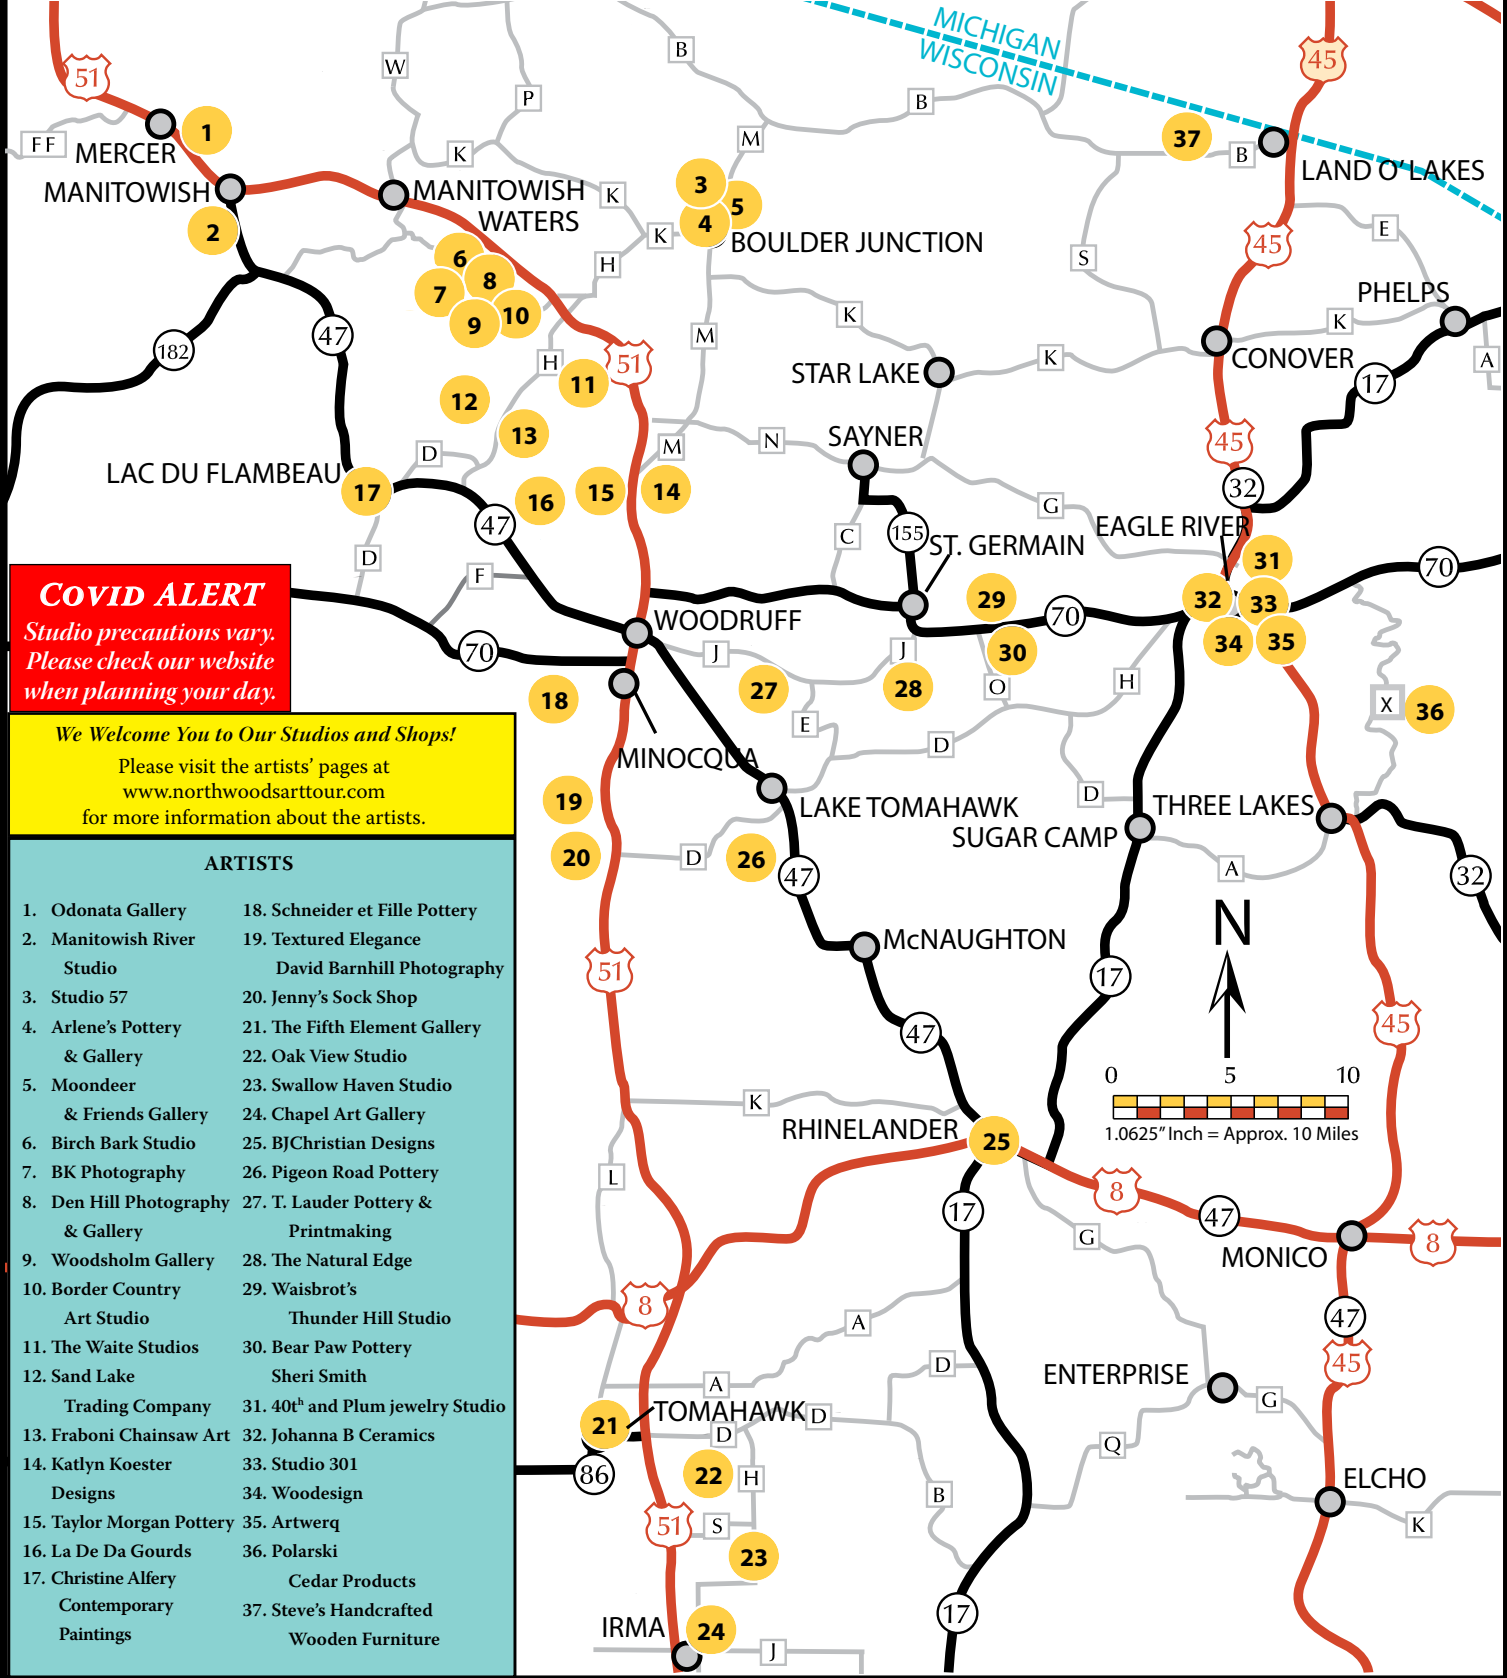 MICHIGAN
WISCONSIN
51
45
W
B
P
B
FF
MERCER
1
K
M
37
B
LAND O'LAKES
MANITOWISH
MANITOWISH
WATERS
K
3
5
4
2
K
BOULDER JUNCTION
E
45
S
H
6
8
7
10
9
PHELPS
K
K
182
47
M
H
51
11
STAR LAKE
K
CONOVER
A
17
12
13
D
M
N
SAYNER
45
LAC DU FLAMBEAU
17
16
15
14
32
G
47
C
155
EAGLE RIVER
ST. GERMAIN
D
F
31
70
29
32
33
70
COVID ALERT
Studio precautions vary.
Please check our website
when planning your day.
WOODRUFF
J
J
30
34
35
70
18
27
28
O
H
X
36
E
MINOCQUA
D
We Welcome You to Our Studios and Shops!
Please visit the artists' pages at
www.northwoodsarttour.com
for more information about the artists.
19
LAKE TOMAHAWK
D
THREE LAKES
SUGAR CAMP
20
D
26
47
A
32
N
McNAUGHTON
51
17
47
45
0 5 10
1.0625" Inch = Approx. 10 Miles
K
RHINELANDER
25
L
8
17
47
G
MONICO
8
8
A
47
D
45
ENTERPRISE
A
G
21
TOMAHAWK
D
D
Q
86
22
H
B
ELCHO
51
S
K
23
17
IRMA
24
J
ARTISTS
1. Odonata Gallery
2. Manitowish River
Studio
3. Studio 57
4. Arlene's Pottery
& Gallery
5. Moondeer
& Friends Gallery
6. Birch Bark Studio
7. BK Photography
8. Den Hill Photography
& Gallery
9. Woodsholm Gallery
10. Border Country
Art Studio
11. The Waite Studios
12. Sand Lake
Trading Company
13. Fraboni Chainsaw Art
14. Katlyn Koester
Designs
15. Taylor Morgan Pottery
16. La De Da Gourds
17. Christine Alfery
Contemporary
Paintings
18. Schneider et Fille Pottery
19. Textured Elegance
David Barnhill Photography
20. Jenny's Sock Shop
21. The Fifth Element Gallery
22. Oak View Studio
23. Swallow Haven Studio
24. Chapel Art Gallery
25. BJChristian Designs
26. Pigeon Road Pottery
27. T. Lauder Pottery &
Printmaking
28. The Natural Edge
29. Waisbrot's
Thunder Hill Studio
30. Bear Paw Pottery
Sheri Smith
31. 40th and Plum jewelry Studio
32. Johanna B Ceramics
33. Studio 301
34. Woodesign
35. Artwerq
36. Polarski
Cedar Products
37. Steve's Handcrafted
Wooden Furniture